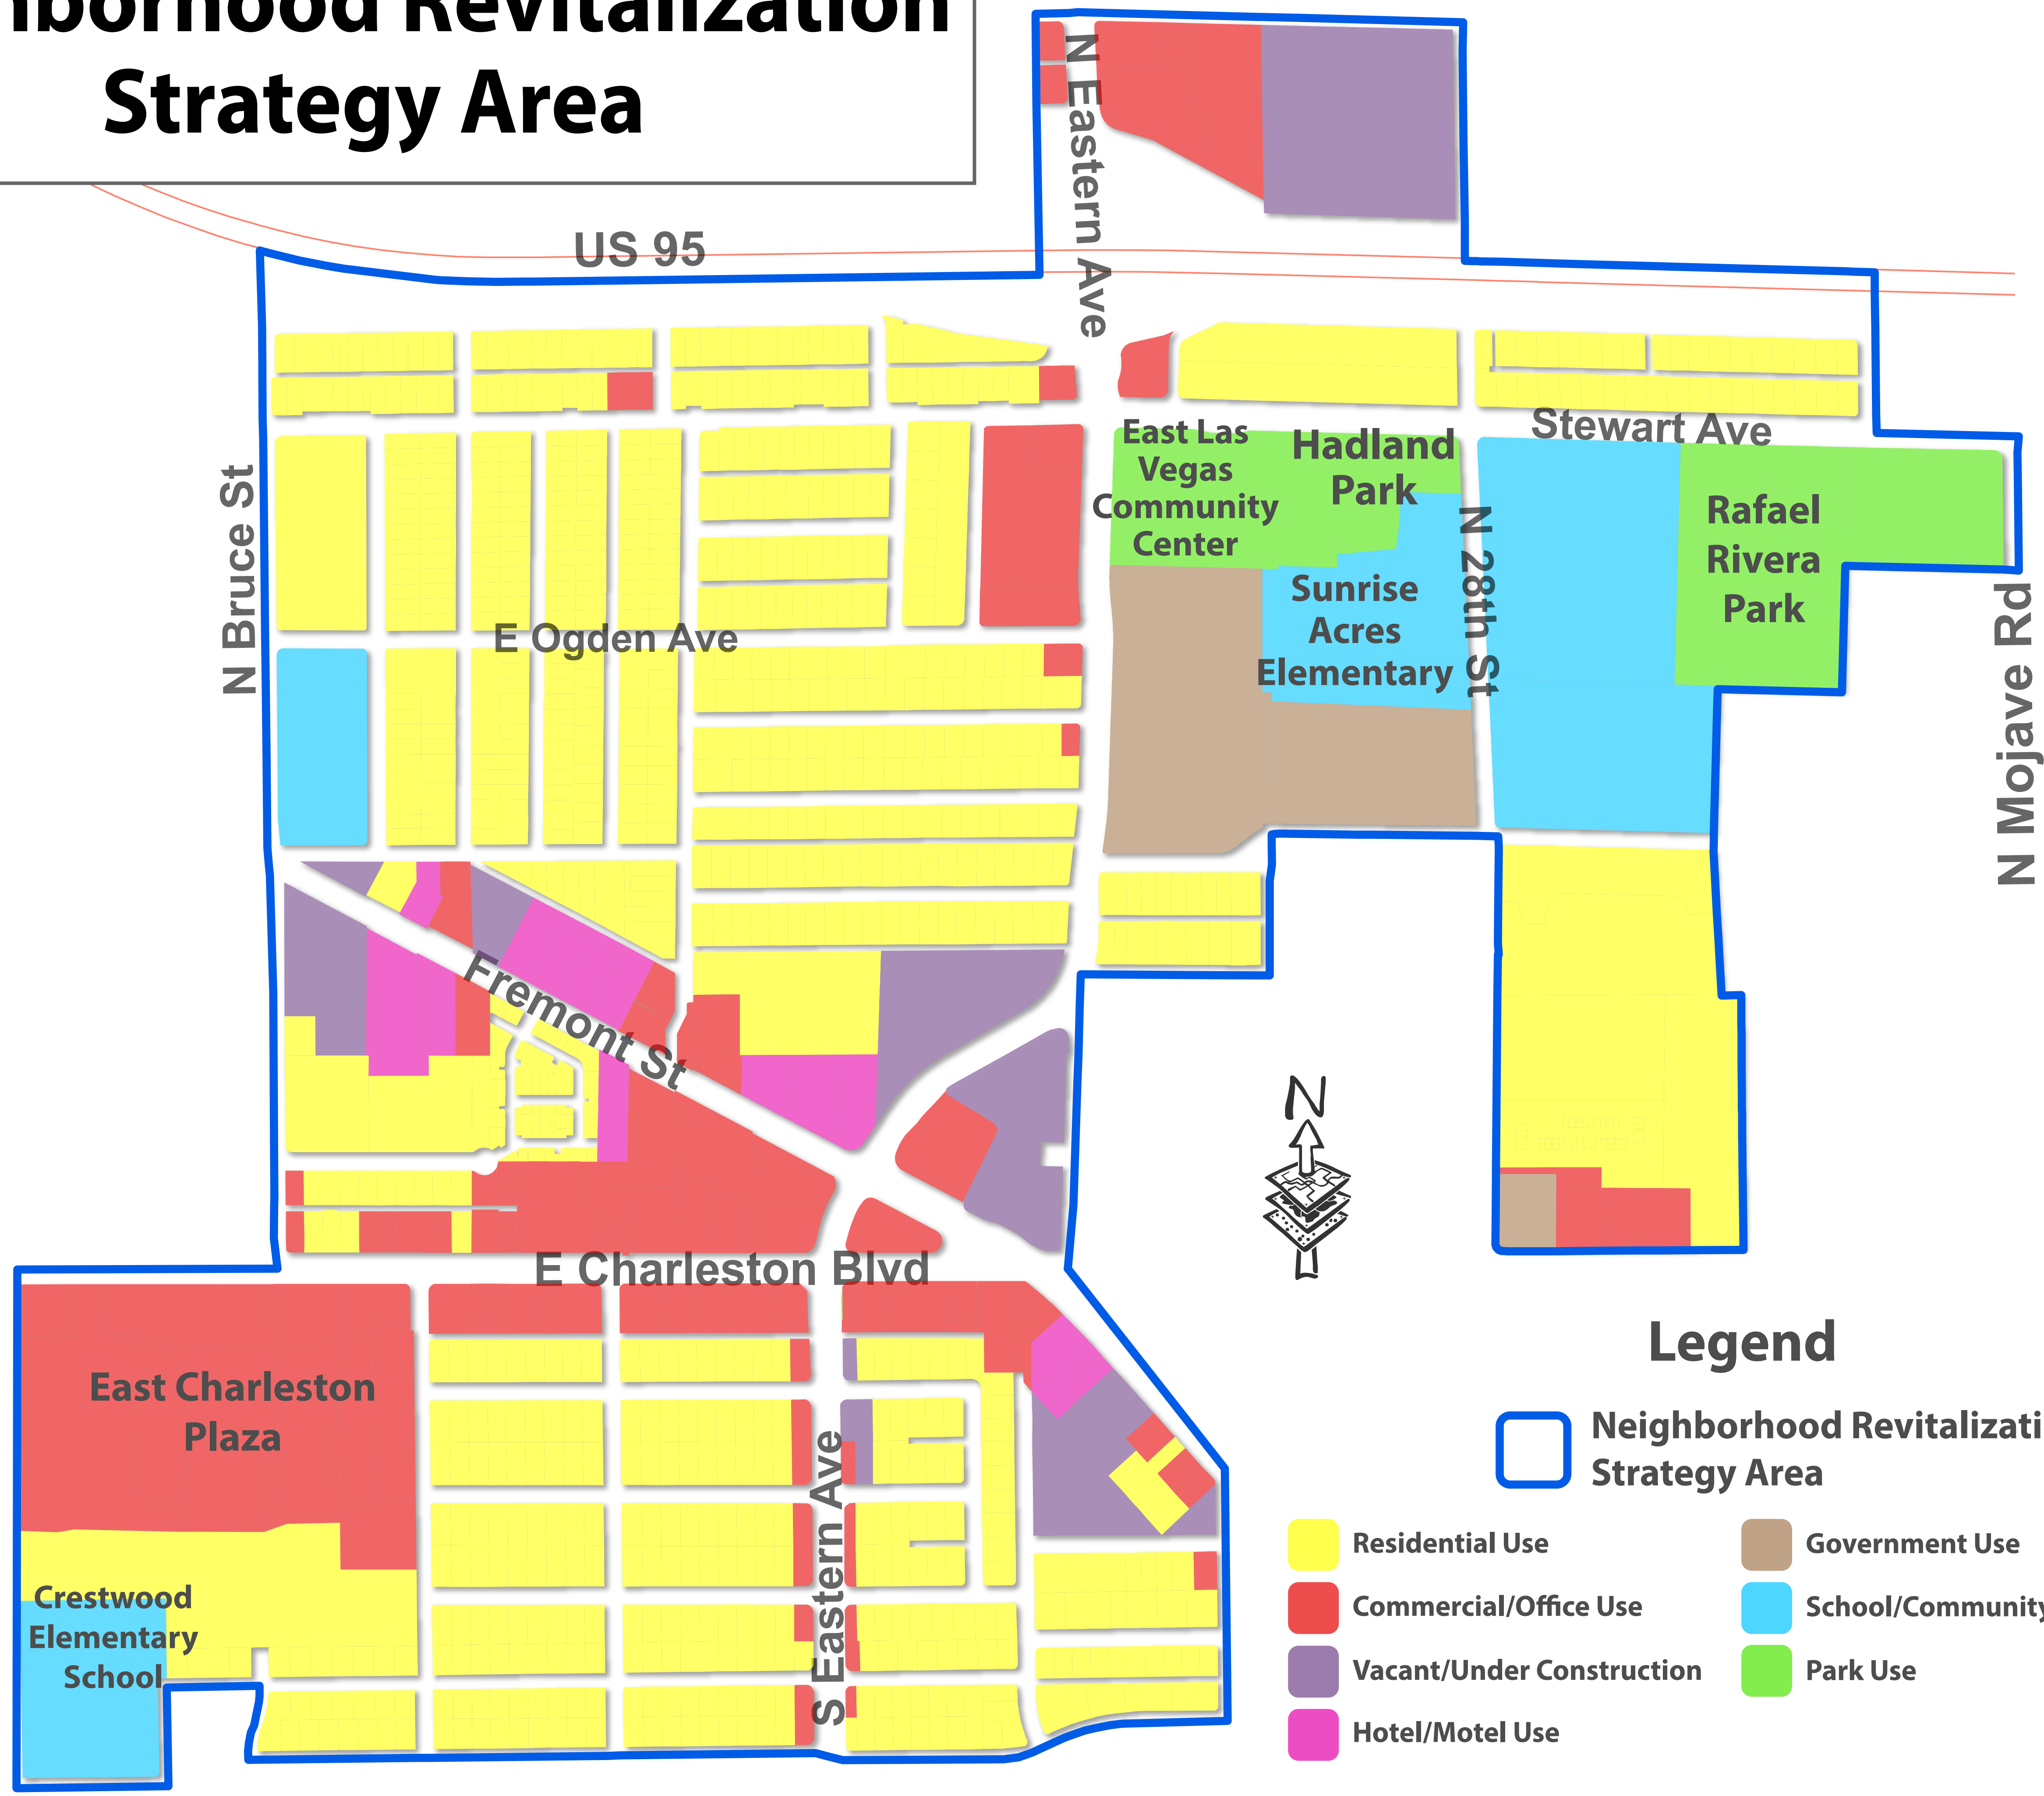 Revitalization
Strategy Area
N Eastern Ave
US 95
Stewart Ave
East Las
Vegas
Community
Center
Hadland
Park
N Bruce St
N 28th St
Rafael
Rivera
Park
E Ogden Ave
Sunrise
Acres
Elementary
N Mojave Rd
Fremont St
N
E Charleston Blvd
East Charleston
Plaza
S Eastern Ave
Crestwood
Elementary
School
Legend
Neighborhood
Strategy Area
Residential Use
Government Use
Commercial/Office Use
School/Community
Vacant/Under Construction
Park Use
Hotel/Motel Use